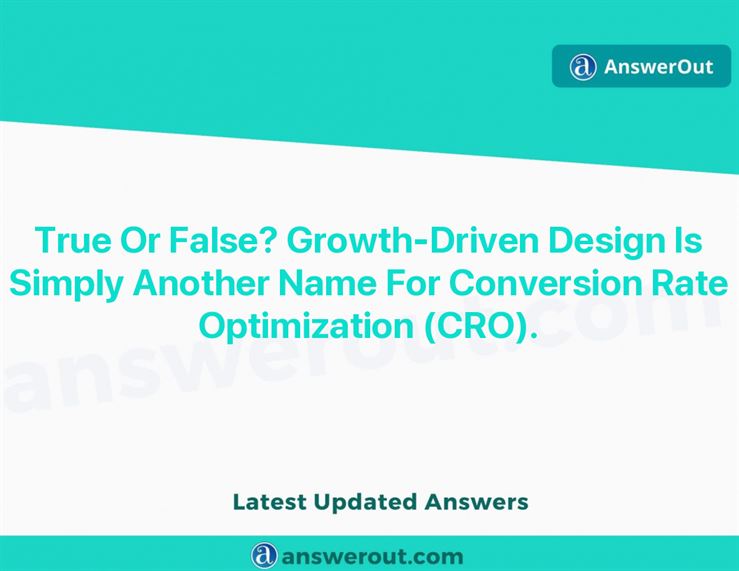 AnswerOut
True Or False? Growth-Driven Design Is
Simply Another Name For Conversion Rate
Optimization (CRO).
answerout.com
Latest Updated Answers
answerout.com